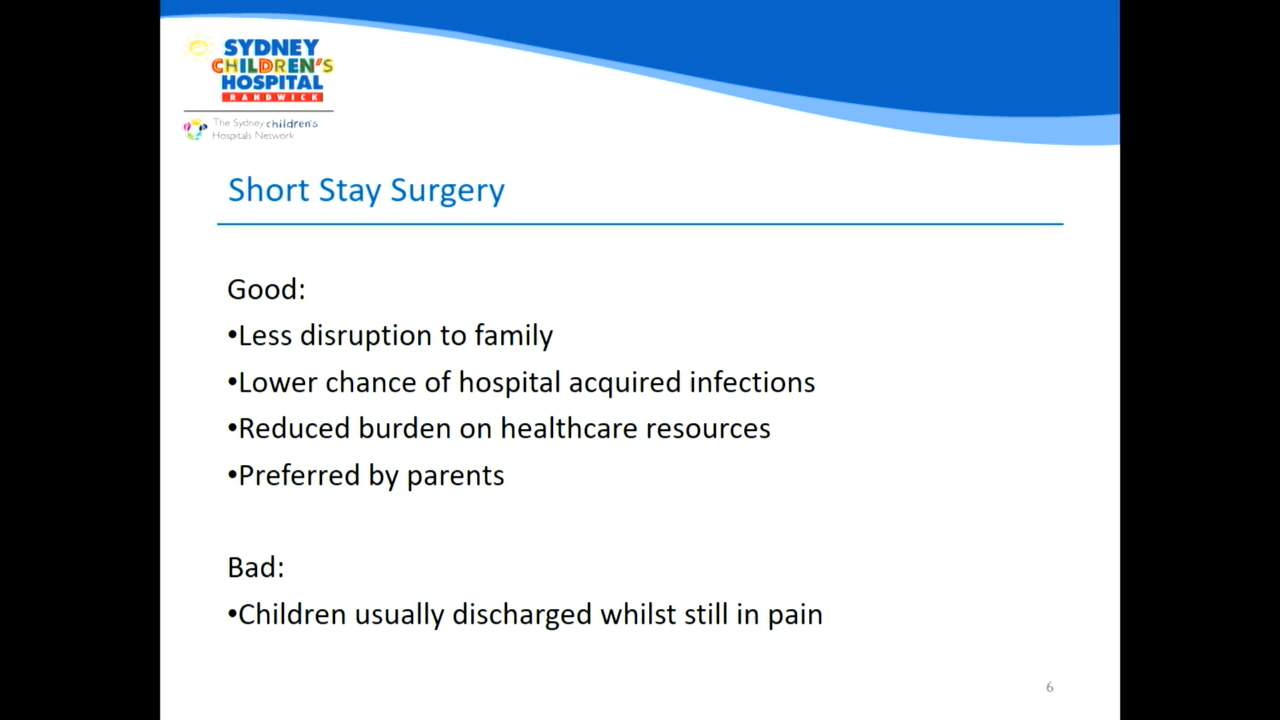 SYDNEY
CHILDREN'S
HOSPITAL
RANDWICK
The Sydney children's
Hospitals Network
Short Stay Surgery
Good:
•Less disruption to family
•Lower chance of hospital acquired infections
•Reduced burden on healthcare resources
•Preferred by parents
Bad:
•Children usually discharged whilst still in pain
6